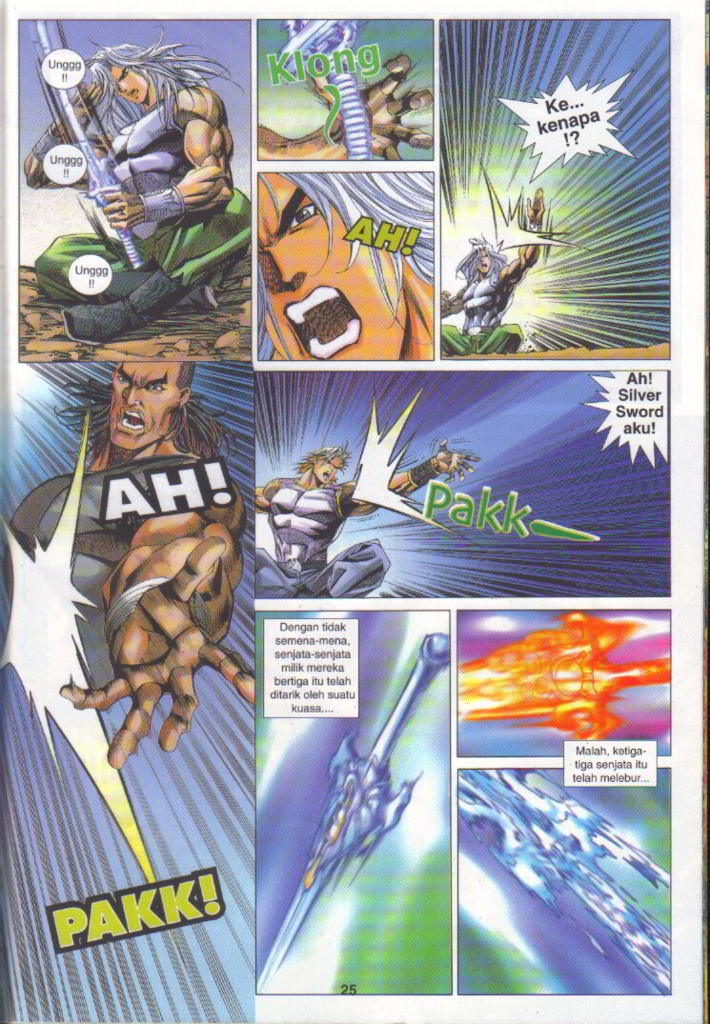 Unggg
!!
Unggg
!!
Unggg
!!
Klong
AH!
Ke...
kenapa
!?
AH!
PAKK!
Ah!
Silver
Sword
aku!
Pakk
Dengan tidak
semena-mena,
senjata-senjata
milik mereka
bertiga itu telah
ditarik oleh suatu
kuasa....
Malah, ketiga-
tiga senjata itu
telah melebur...
25